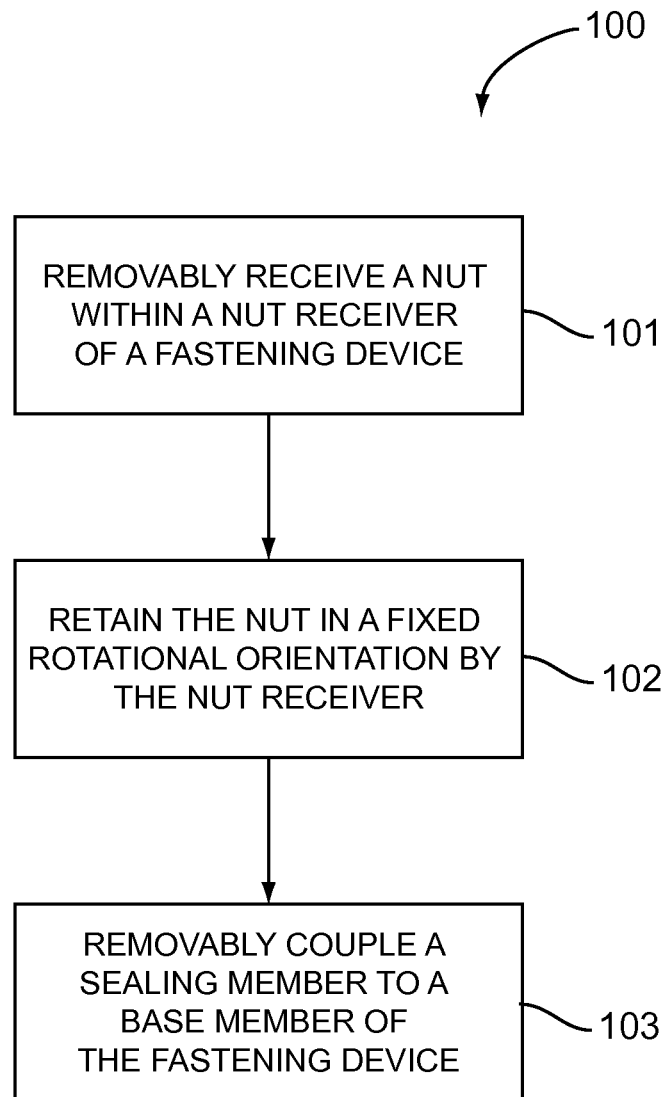 100
REMOVABLY RECEIVE A NUT
WITHIN A NUT RECEIVER
OF A FASTENING DEVICE
101
RETAIN THE NUT IN A FIXED
ROTATIONAL ORIENTATION BY
THE NUT RECEIVER
102
REMOVABLY COUPLE A
SEALING MEMBER TO A
BASE MEMBER OF
THE FASTENING DEVICE
103